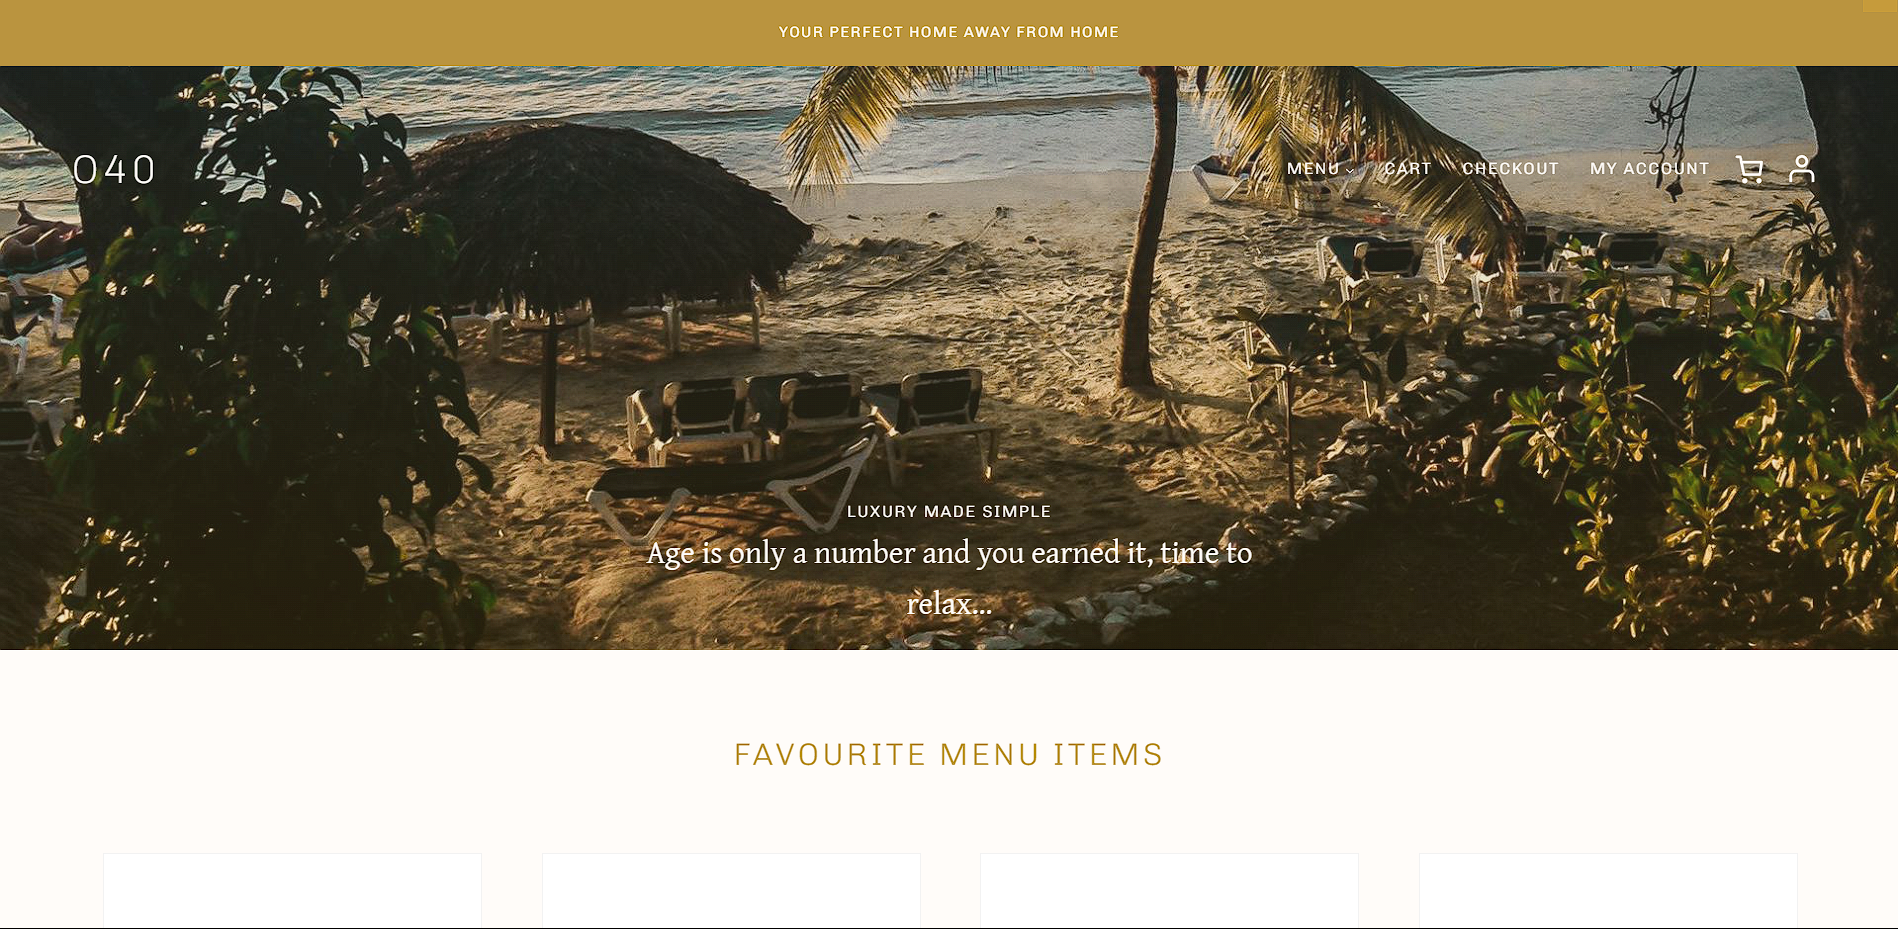 YOUR PERFECT HOME AWAY FROM HOME
O40
MENU CART CHECKOUT MY ACCOUNT
LUXURY MADE SIMPLE
Age is only a number and you earned it, time to
relax...
FAVOURITE MENU ITEMS